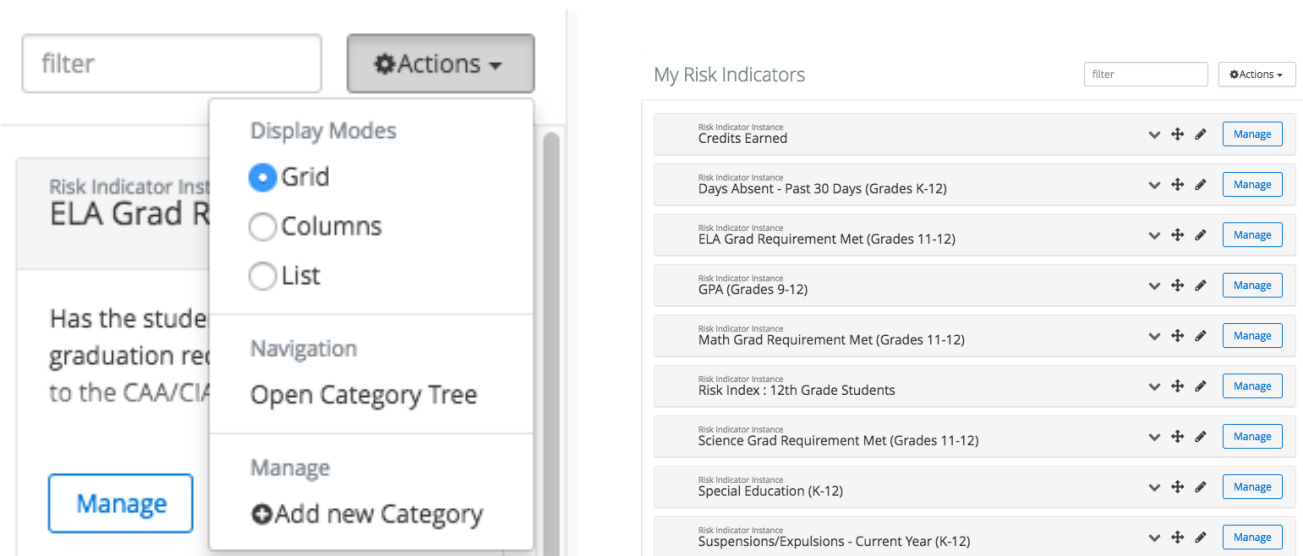 filter
Actions
Display Modes
Grid
Columns
List
Navigation
Open Category Tree
Manage
Add new Category
Risk Indicator Inst
ELA Grad R
Has the stude
graduation rec
to the CAA/CIA
Manage
My Risk Indicators
filter
Actions
Risk Indicator Instance
Credits Earned
Manage
Risk Indicator Instance
Days Absent - Past 30 Days (Grades K-12)
Manage
Risk Indicator Instance
ELA Grad Requirement Met (Grades 11-12)
Manage
Risk Indicator Instance
GPA (Grades 9-12)
Manage
Risk Indicator Instance
Math Grad Requirement Met (Grades 11-12)
Manage
Risk Indicator Instance
Risk Index : 12th Grade Students
Manage
Risk Indicator Instance
Science Grad Requirement Met (Grades 11-12)
Manage
Risk Indicator Instance
Special Education (K-12)
Manage
Risk Indicator Instance
Suspensions/Expulsions - Current Year (K-12)
Manage